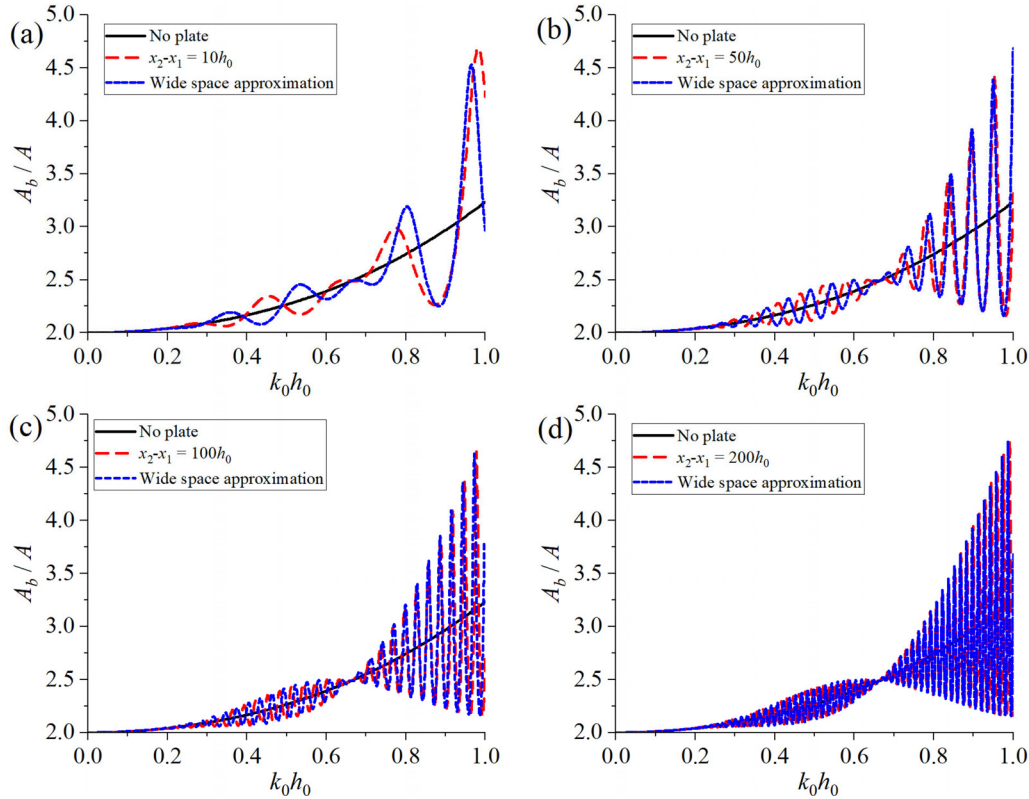 (a)
5.0
4.5
4.0
3.5
3.0
2.5
2.0
A_b / A
No plate
x_2-x_1 = 10h_0
Wide space approximation
0.0 0.2 0.4 0.6 0.8 1.0
k_0h_0
(b)
5.0
4.5
4.0
3.5
3.0
2.5
2.0
A_b / A
No plate
x_2-x_1 = 50h_0
Wide space approximation
0.0 0.2 0.4 0.6 0.8 1.0
k_0h_0
(c)
5.0
4.5
4.0
3.5
3.0
2.5
2.0
A_b / A
No plate
x_2-x_1 = 100h_0
Wide space approximation
0.0 0.2 0.4 0.6 0.8 1.0
k_0h_0
(d)
5.0
4.5
4.0
3.5
3.0
2.5
2.0
A_b / A
No plate
x_2-x_1 = 200h_0
Wide space approximation
0.0 0.2 0.4 0.6 0.8 1.0
k_0h_0